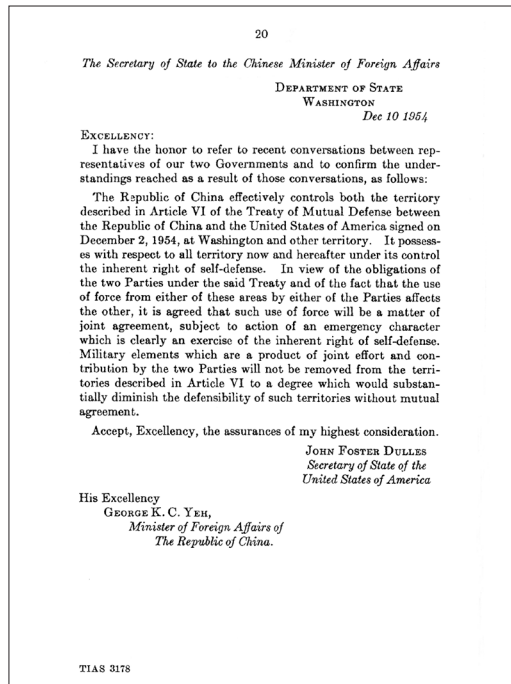 20
The Secretary of State to the Chinese Minister of Foreign Affairs
DEPARTMENT OF STATE
WASHINGTON
Dec 10 1954
EXCELLENCY:
I have the honor to refer to recent conversations between rep-
resentatives of our two Governments and to confirm the under-
standings reached as a result of those conversations, as follows:
The Republic of China effectively controls both the territory
described in Article VI of the Treaty of Mutual Defense between
the Republic of China and the United States of America signed on
December 2, 1954, at Washington and other territory. It possess-
es with respect to all territory now and hereafter under its control
the inherent right of self-defense. In view of the obligations of
the two Parties under the said Treaty and of the fact that the use
of force from either of these areas by either of the Parties affects
the other, it is agreed that such use of force will be a matter of
joint agreement, subject to action of an emergency character
which is clearly an exercise of the inherent right of self-defense.
Military elements which are a product of joint effort and con-
tribution by the two Parties will not be removed from the terri-
tories described in Article VI to a degree which would substan-
tially diminish the defensibility of such territories without mutual
agreement.
Accept, Excellency, the assurances of my highest consideration.
JOHN FOSTER DULLES
Secretary of State of the
United States of America
His Excellency
GEORGE K. C. YEH,
Minister of Foreign Affairs of
The Republic of China.
TIAS 3178